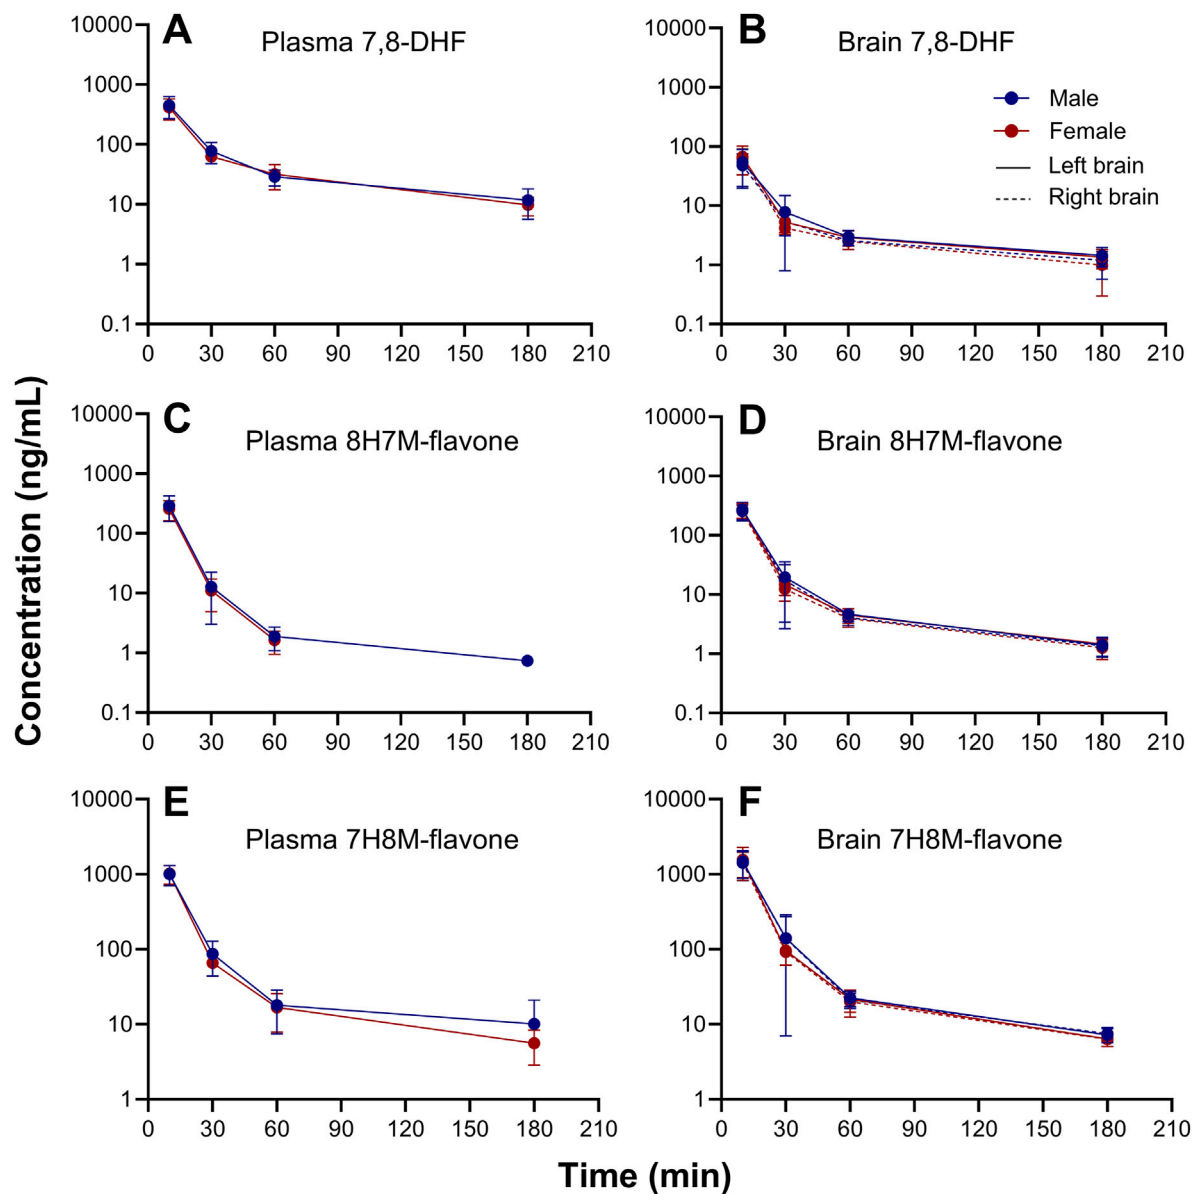 A
Plasma 7,8-DHF
10000
1000
100
10
1
0.1
0 30 60 90 120 150 180 210
B
Brain 7,8-DHF
Male
Female
Left brain
Right brain
10000
1000
100
10
1
0.1
0 30 60 90 120 150 180 210
C
Plasma 8H7M-flavone
10000
1000
100
10
1
0.1
0 30 60 90 120 150 180 210
D
Brain 8H7M-flavone
10000
1000
100
10
1
0.1
0 30 60 90 120 150 180 210
E
Plasma 7H8M-flavone
10000
1000
100
10
1
0 30 60 90 120 150 180 210
F
Brain 7H8M-flavone
10000
1000
100
10
1
0 30 60 90 120 150 180 210
Concentration (ng/mL)
Time (min)